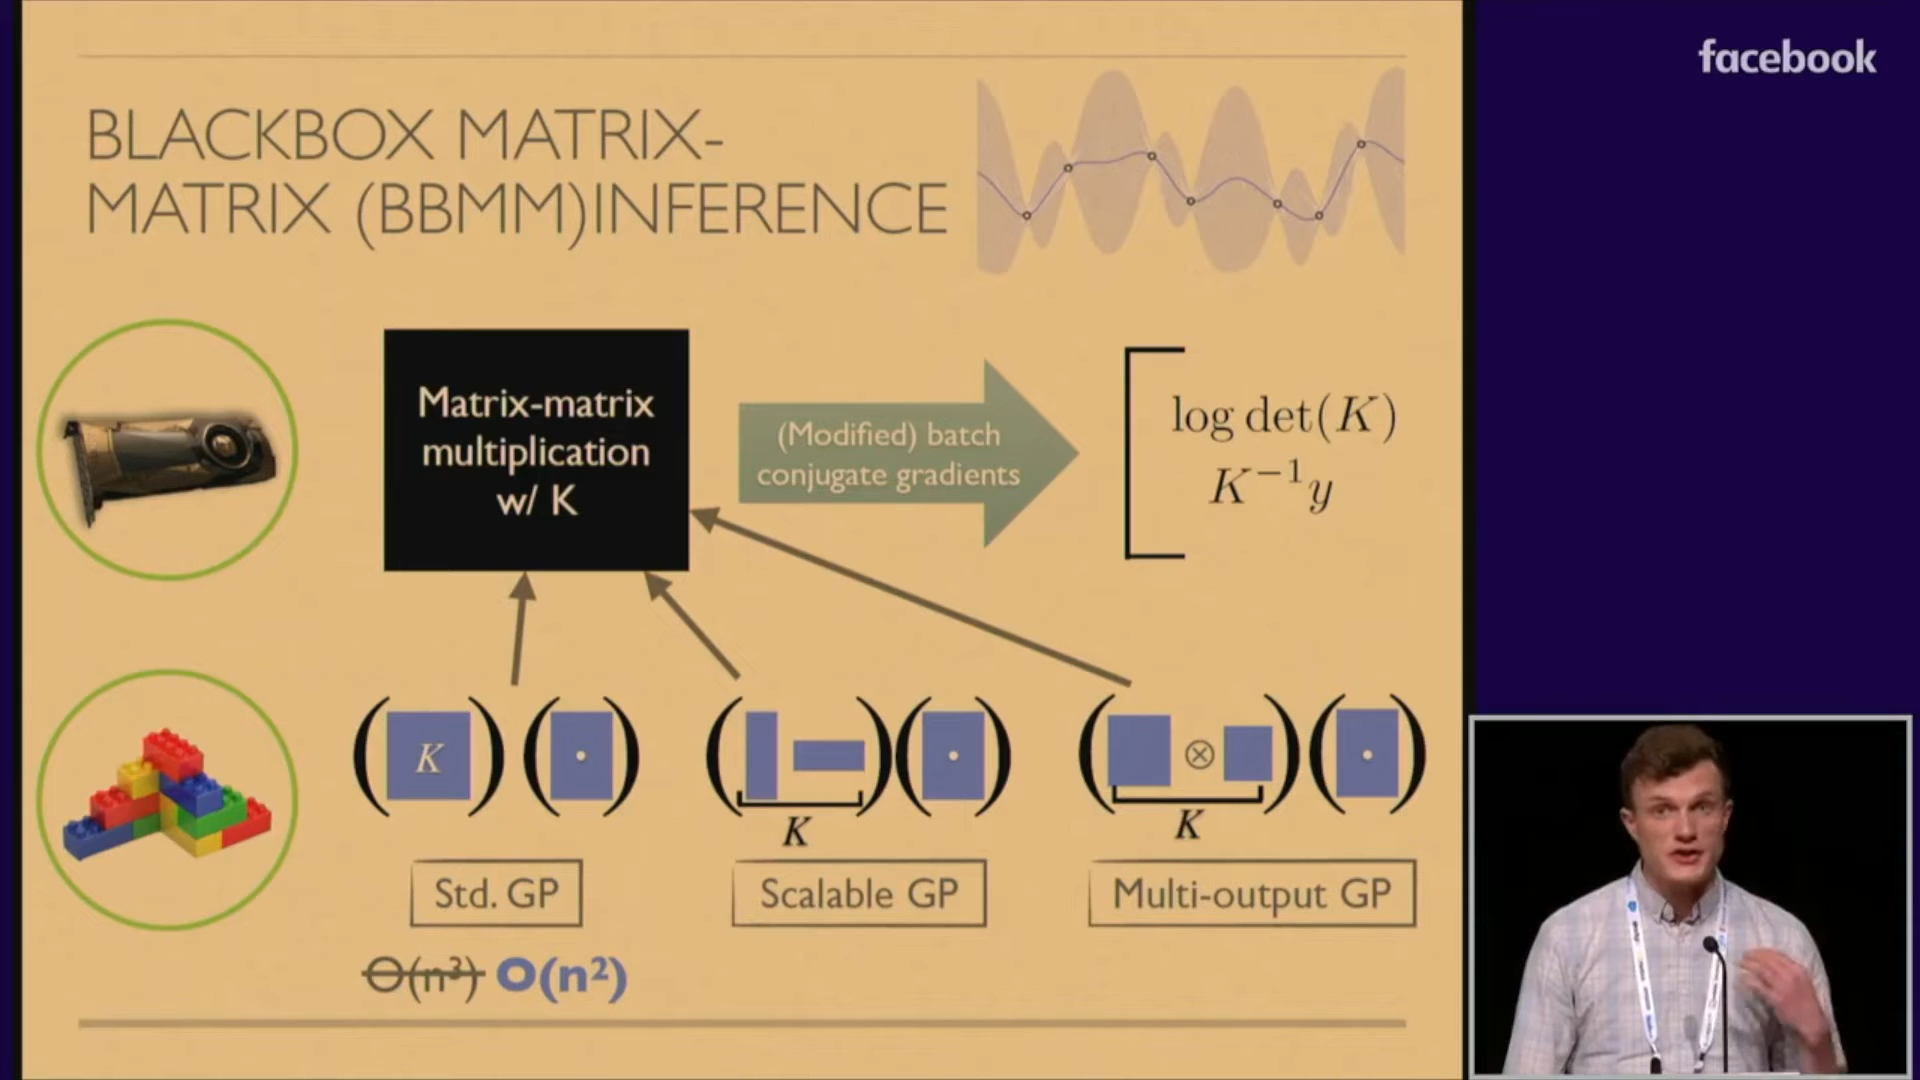 facebook
BLACKBOX MATRIX-
MATRIX (BBMM)INFERENCE
Matrix-matrix
multiplication
w/ K
(Modified) batch
conjugate gradients
log det(K)
K⁻¹y
(K)(·)
( )(·)
K
( ⊗ )(·)
K
Std. GP
Scalable GP
Multi-output GP
O(n³) O(n²)